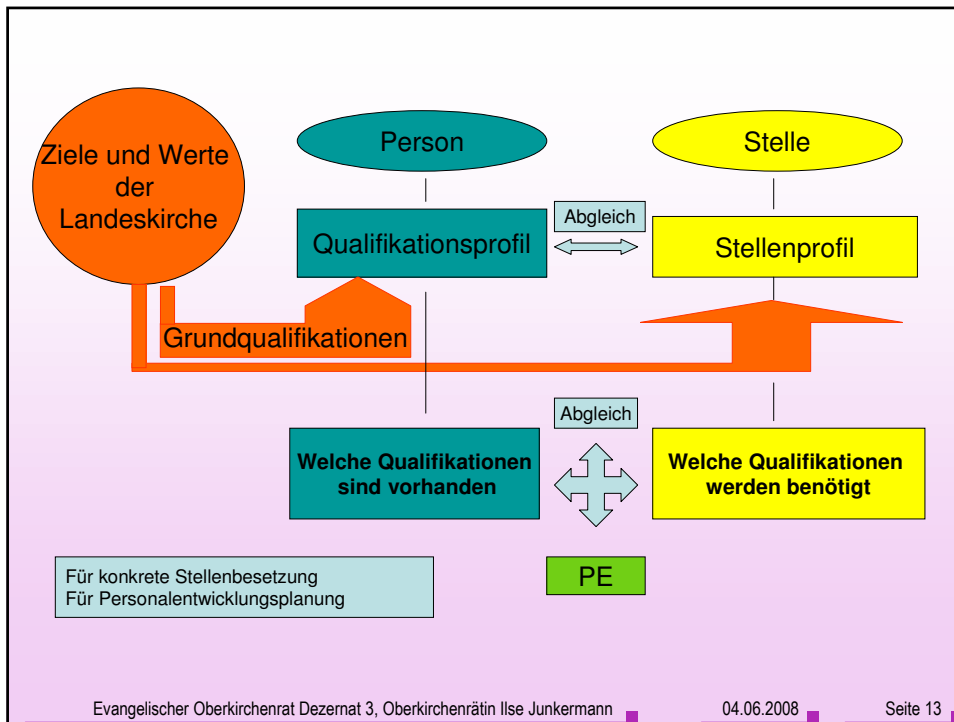 Ziele und Werte
der
Landeskirche
Person
Stelle
Qualifikationsprofil
Abgleich
Stellenprofil
Grundqualifikationen
Abgleich
Welche Qualifikationen
sind vorhanden
Welche Qualifikationen
werden benötigt
Für konkrete Stellenbesetzung
Für Personalentwicklungsplanung
PE
Evangelischer Oberkirchenrat Dezernat 3, Oberkirchenrätin Ilse Junkermann 04.06.2008 Seite 13